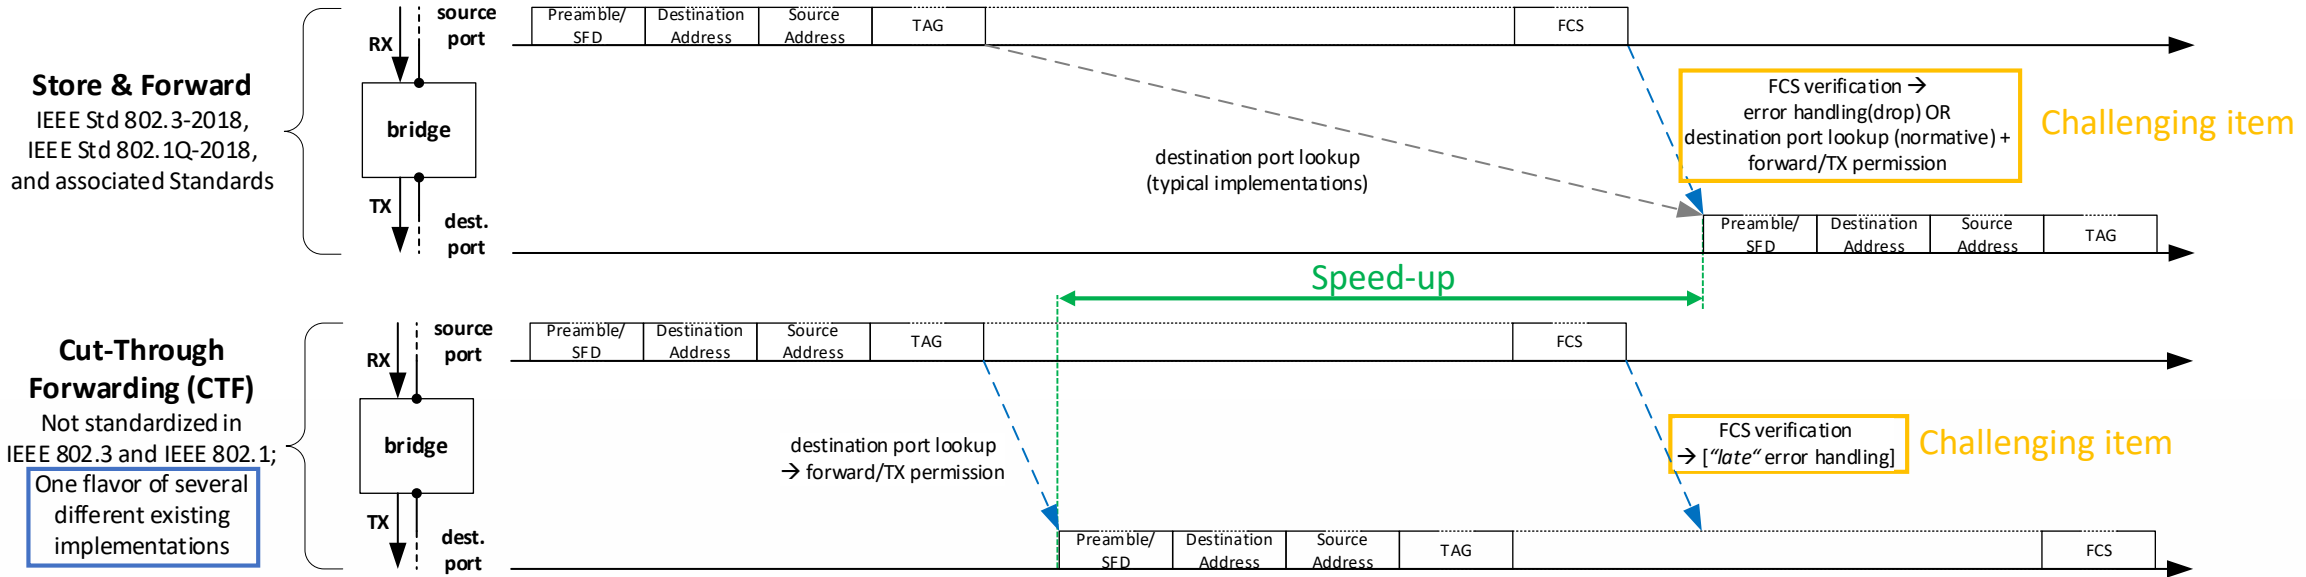 Store & Forward
IEEE Std 802.3-2018,
IEEE Std 802.1Q-2018,
and associated Standards
RX
bridge
TX
source
port
dest.
port
Preamble/
SFD
Destination
Address
Source
Address
TAG
FCS
destination port lookup
(typical implementations)
FCS verification →
error handling(drop) OR
destination port lookup (normative) +
forward/TX permission
Challenging item
Preamble/
SFD
Destination
Address
Source
Address
TAG
Speed-up
Cut-Through
Forwarding (CTF)
Not standardized in
IEEE 802.3 and IEEE 802.1;
One flavor of several
different existing
implementations
RX
bridge
TX
source
port
dest.
port
Preamble/
SFD
Destination
Address
Source
Address
TAG
FCS
destination port lookup
→ forward/TX permission
FCS verification
→ [“late“ error handling]
Challenging item
Preamble/
SFD
Destination
Address
Source
Address
TAG
FCS